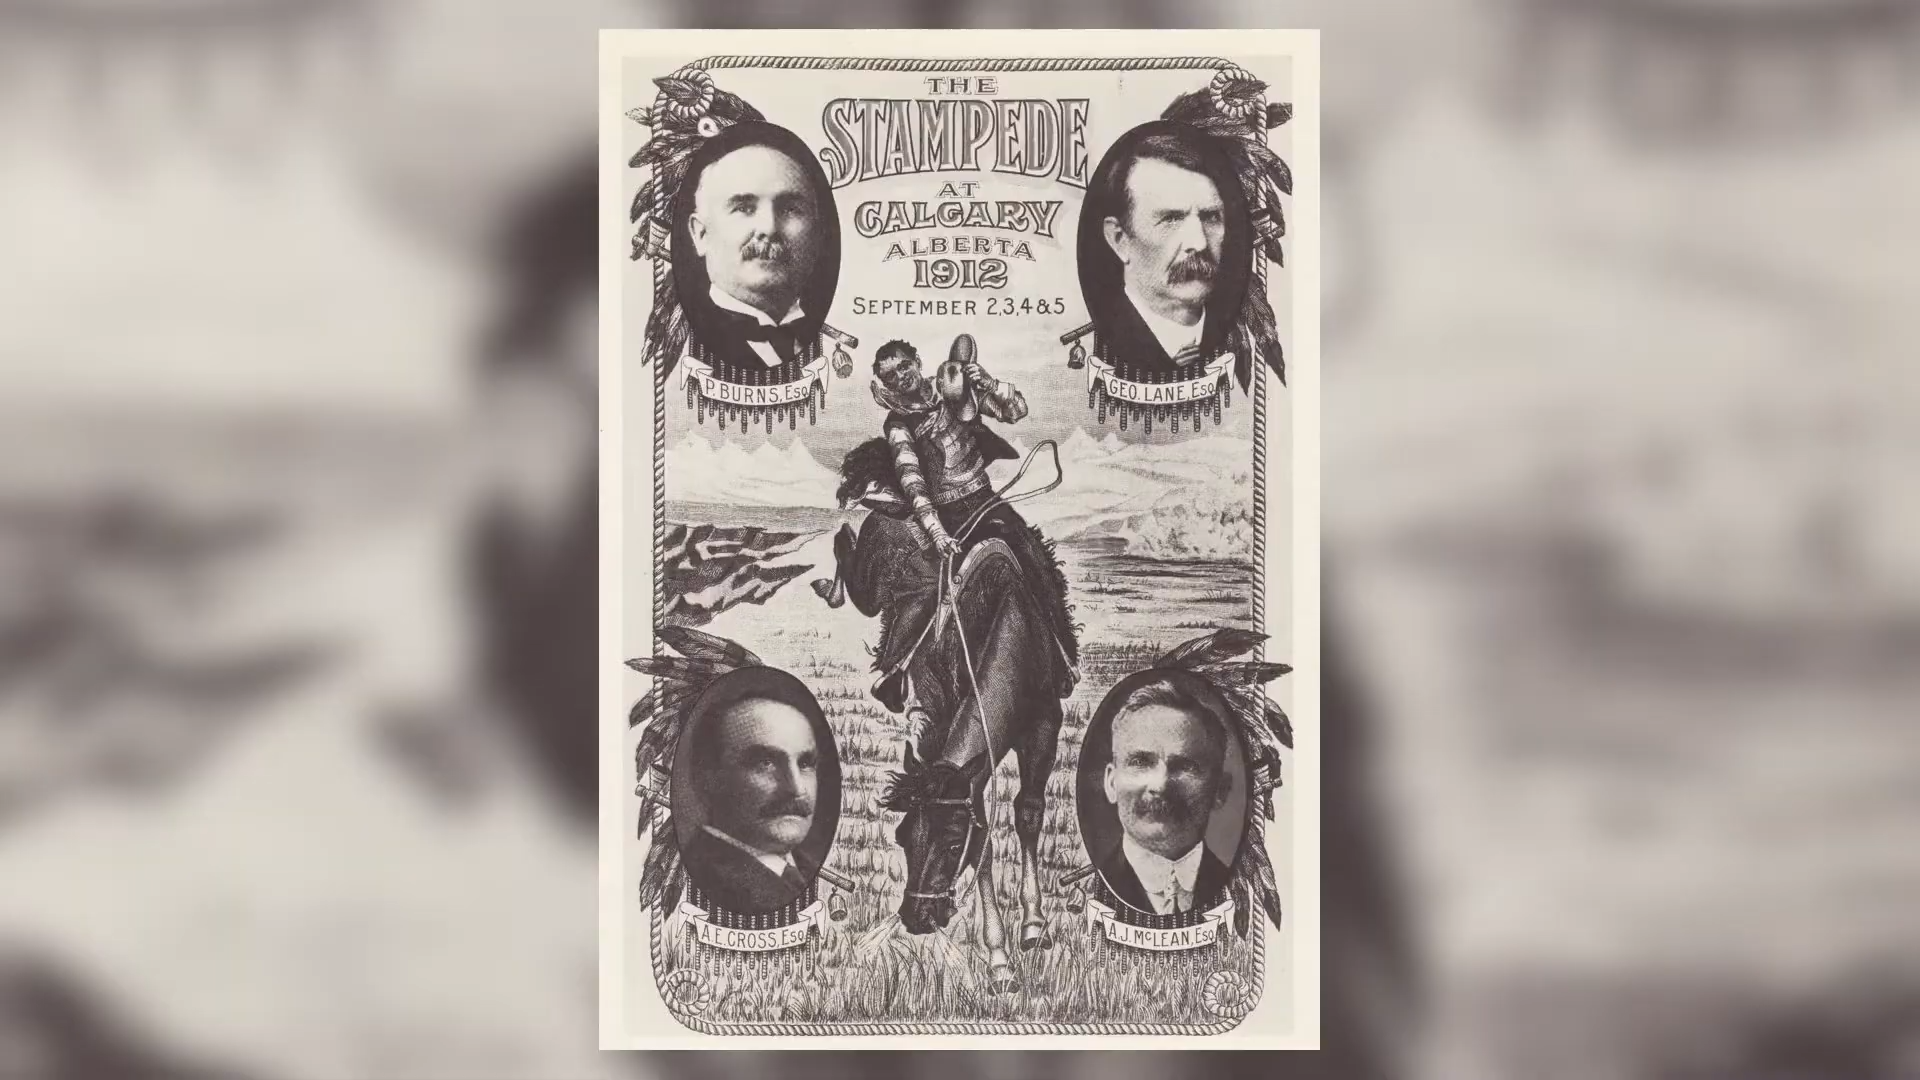 THE
STAMPEDE
AT
CALGARY
ALBERTA
1912
SEPTEMBER 2,3,4 & 5
P. BURNS, Esq.
GEO. LANE, Esq.
A.E. CROSS, Esq.
A.J. McLEAN, Esq.